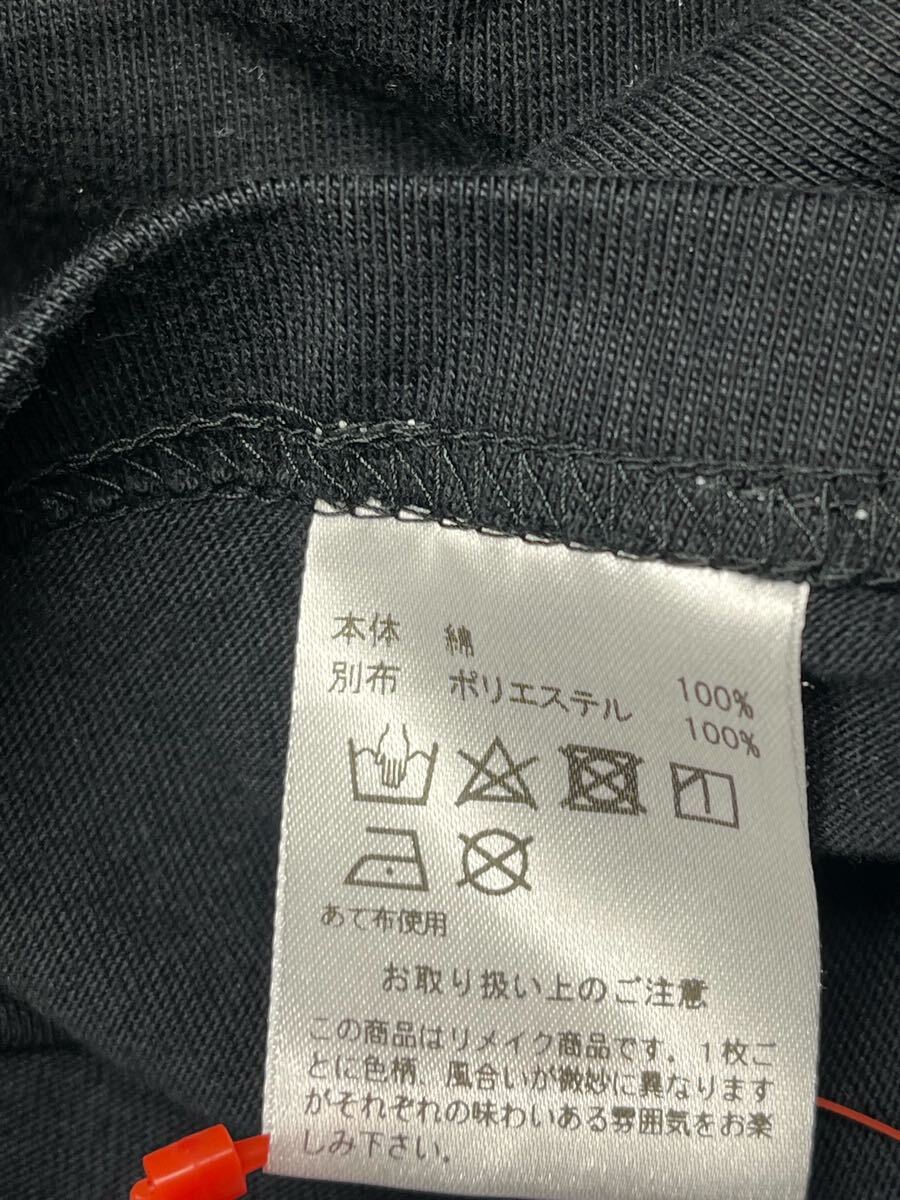 本体 綿 100%
別布 ポリエステル 100%
あて布使用
お取り扱い上のご注意
この商品はリメイク商品です．１枚ご
とに色柄、風合いが微妙に異なります
がそれぞれの味わいある雰囲気をお楽
しみ下さい．